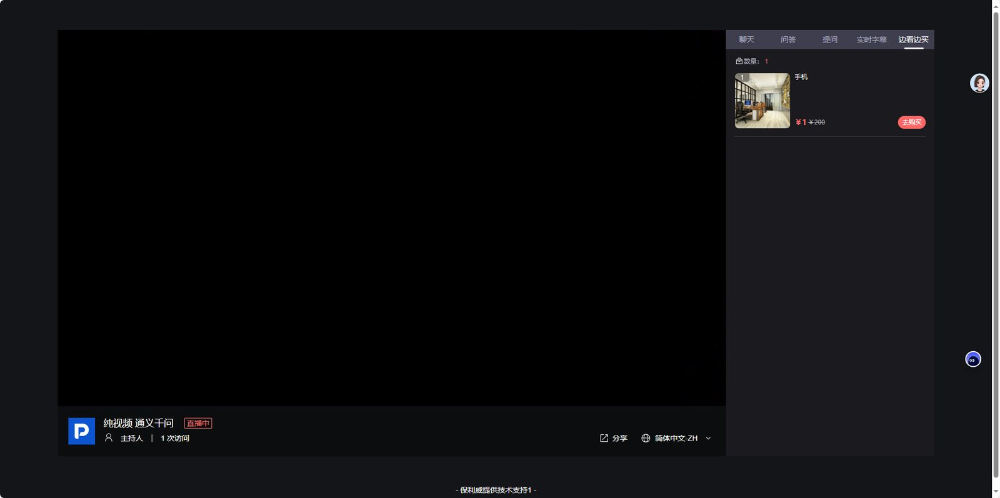 聊天 问答 提问 实时字幕 边看边买
数量： 1
1
手机
¥1 ¥200 去购买
纯视频 通义千问 直播中
主持人 | 1 次访问
分享 简体中文-ZH
- 保利威提供技术支持1 -